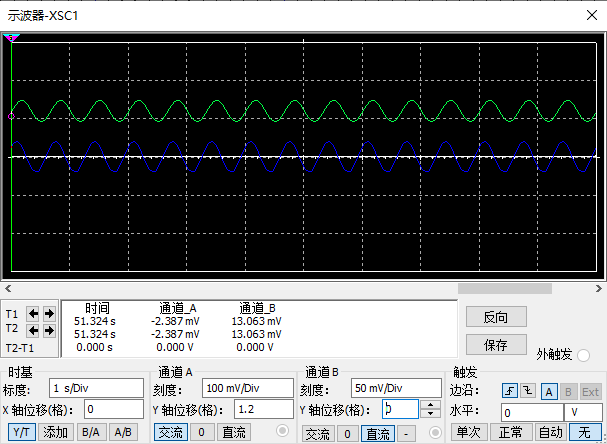 示波器-XSC1
T1
T2
T2-T1
时间 通道_A 通道_B
51.324 s -2.387 mV 13.063 mV
51.324 s -2.387 mV 13.063 mV
0.000 s 0.000 V 0.000 V
反向
保存
外触发
时基
标度: 1 s/Div
X 轴位移(格): 0
Y/T 添加 B/A A/B
通道 A
刻度: 100 mV/Div
Y 轴位移(格): 1.2
交流 0 直流
通道 B
刻度: 50 mV/Div
Y 轴位移(格): 0
交流 0 直流 -
触发
边沿: A B Ext
水平: 0 V
单次 正常 自动 无